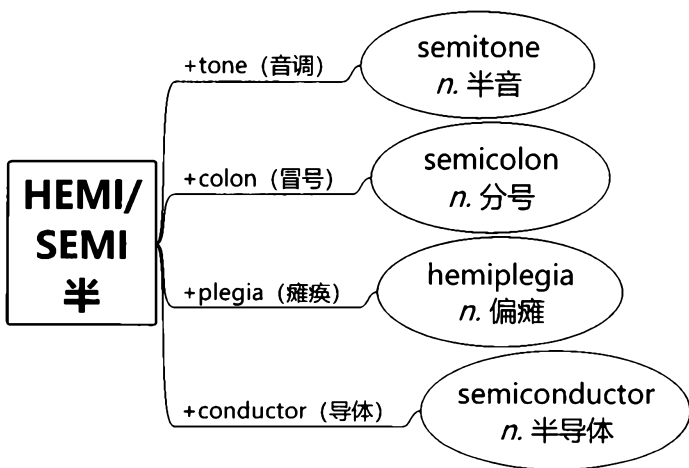 HEMI/
SEMI
半
+tone（音调）
semitone
n. 半音
+colon（冒号）
semicolon
n. 分号
+plegia（瘫痪）
hemiplegia
n. 偏瘫
+conductor（导体）
semiconductor
n. 半导体